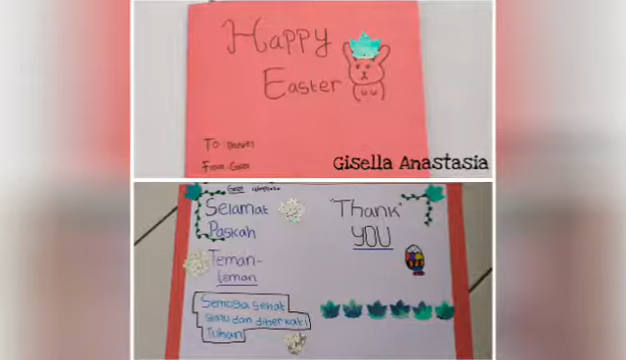 Happy
Easter
To
From
Gisella Anastasia
Selamat
Paskah
Teman-
teman
"Thank"
YOU
Semoga sehat
selalu dan diberkati
Tuhan